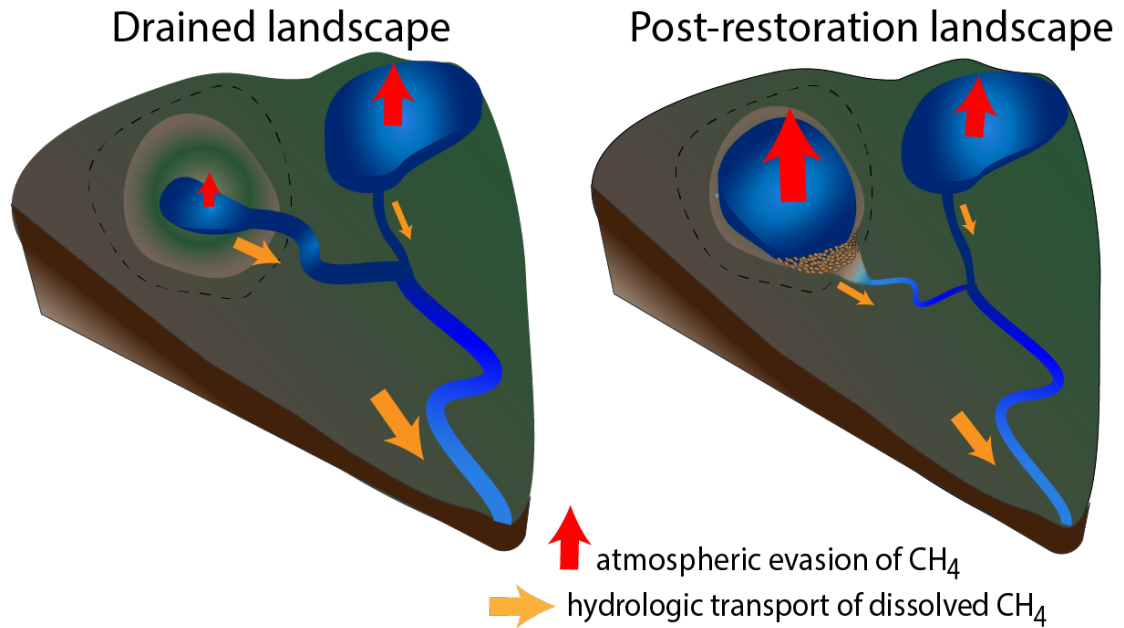 Drained landscape
Post-restoration landscape
atmospheric evasion of CH4
hydrologic transport of dissolved CH4